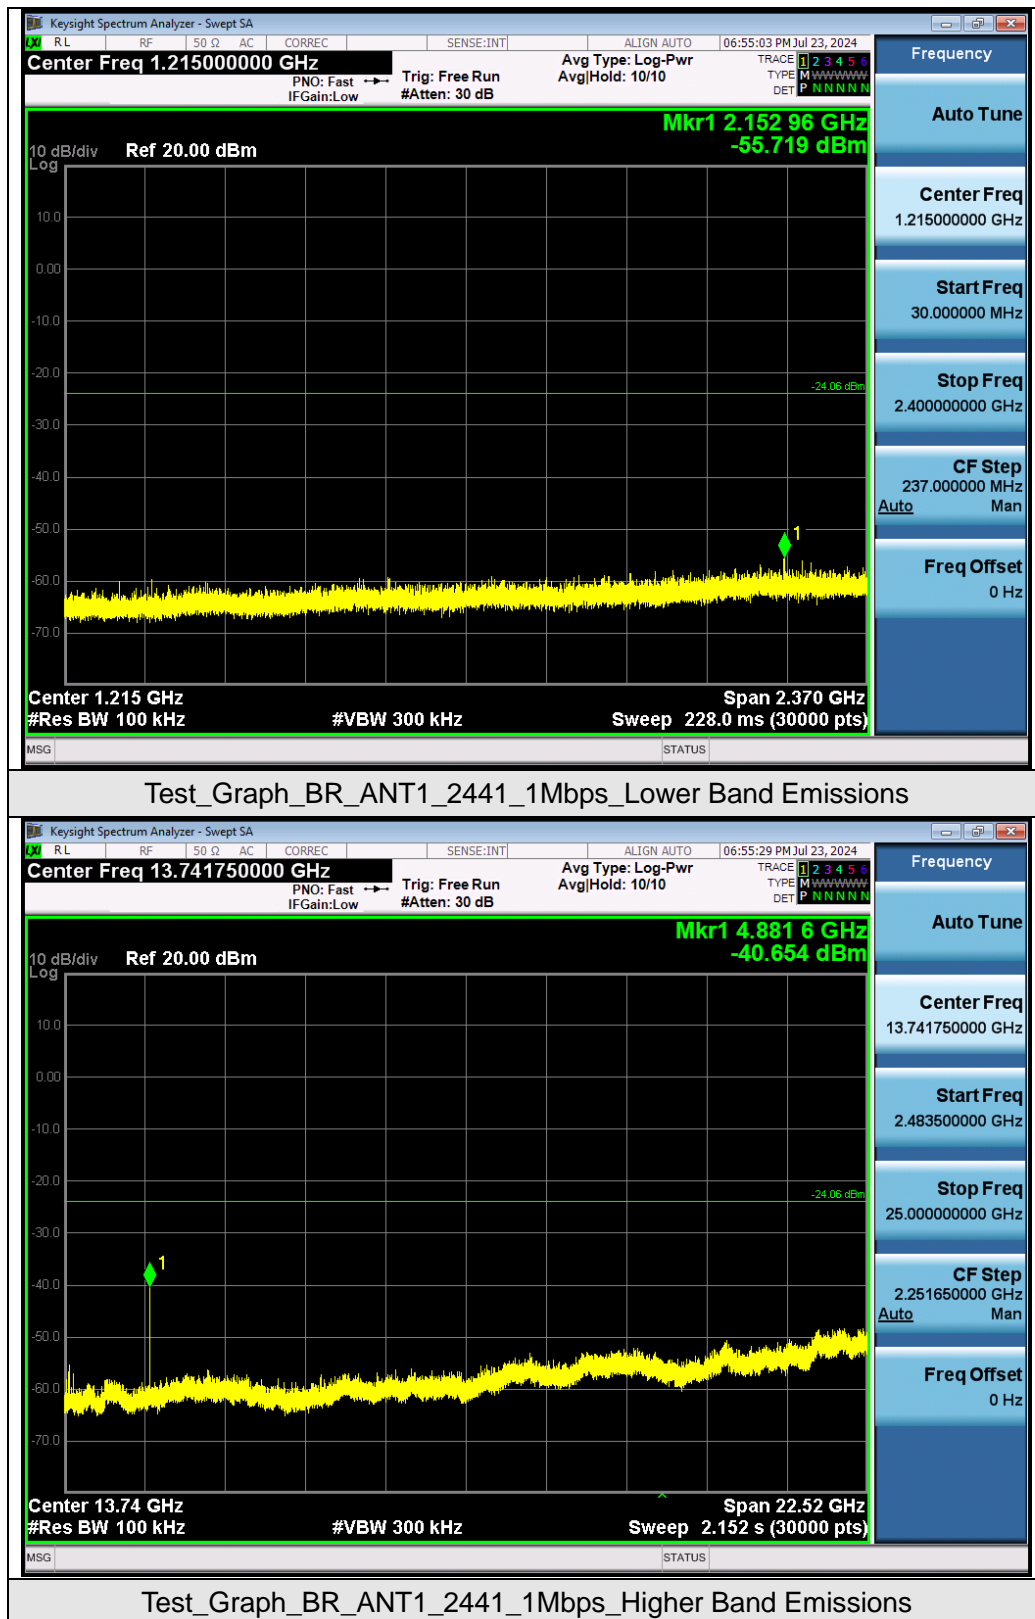 Keysight Spectrum Analyzer - Swept SA
LXI RL RF 50 Ω AC CORREC SENSE:INT ALIGN AUTO 06:55:03 PM Jul 23, 2024
Center Freq 1.215000000 GHz
PNO: Fast
IFGain:Low
Trig: Free Run
#Atten: 30 dB
Avg Type: Log-Pwr
Avg|Hold: 10/10
TRACE 1 2 3 4 5 6
TYPE M WWWWW
DET P N N N N N
Frequency
Mkr1 2.152 96 GHz
-55.719 dBm
10 dB/div Ref 20.00 dBm
Log
10.0
0.00
-10.0
-20.0
-24.06 dBm
-30.0
-40.0
-50.0
1
-60.0
-70.0
Center 1.215 GHz Span 2.370 GHz
#Res BW 100 kHz #VBW 300 kHz Sweep 228.0 ms (30000 pts)
MSG STATUS
Auto Tune
Center Freq
1.215000000 GHz
Start Freq
30.000000 MHz
Stop Freq
2.400000000 GHz
CF Step
237.000000 MHz
Auto Man
Freq Offset
0 Hz
Test_Graph_BR_ANT1_2441_1Mbps_Lower Band Emissions
Keysight Spectrum Analyzer - Swept SA
LXI RL RF 50 Ω AC CORREC SENSE:INT ALIGN AUTO 06:55:29 PM Jul 23, 2024
Center Freq 13.741750000 GHz
PNO: Fast
IFGain:Low
Trig: Free Run
#Atten: 30 dB
Avg Type: Log-Pwr
Avg|Hold: 10/10
TRACE 1 2 3 4 5 6
TYPE M WWWWW
DET P N N N N N
Frequency
Mkr1 4.881 6 GHz
-40.654 dBm
10 dB/div Ref 20.00 dBm
Log
10.0
0.00
-10.0
-20.0
-24.06 dBm
-30.0
1
-40.0
-50.0
-60.0
-70.0
Center 13.74 GHz Span 22.52 GHz
#Res BW 100 kHz #VBW 300 kHz Sweep 2.152 s (30000 pts)
MSG STATUS
Auto Tune
Center Freq
13.741750000 GHz
Start Freq
2.483500000 GHz
Stop Freq
25.000000000 GHz
CF Step
2.251650000 GHz
Auto Man
Freq Offset
0 Hz
Test_Graph_BR_ANT1_2441_1Mbps_Higher Band Emissions